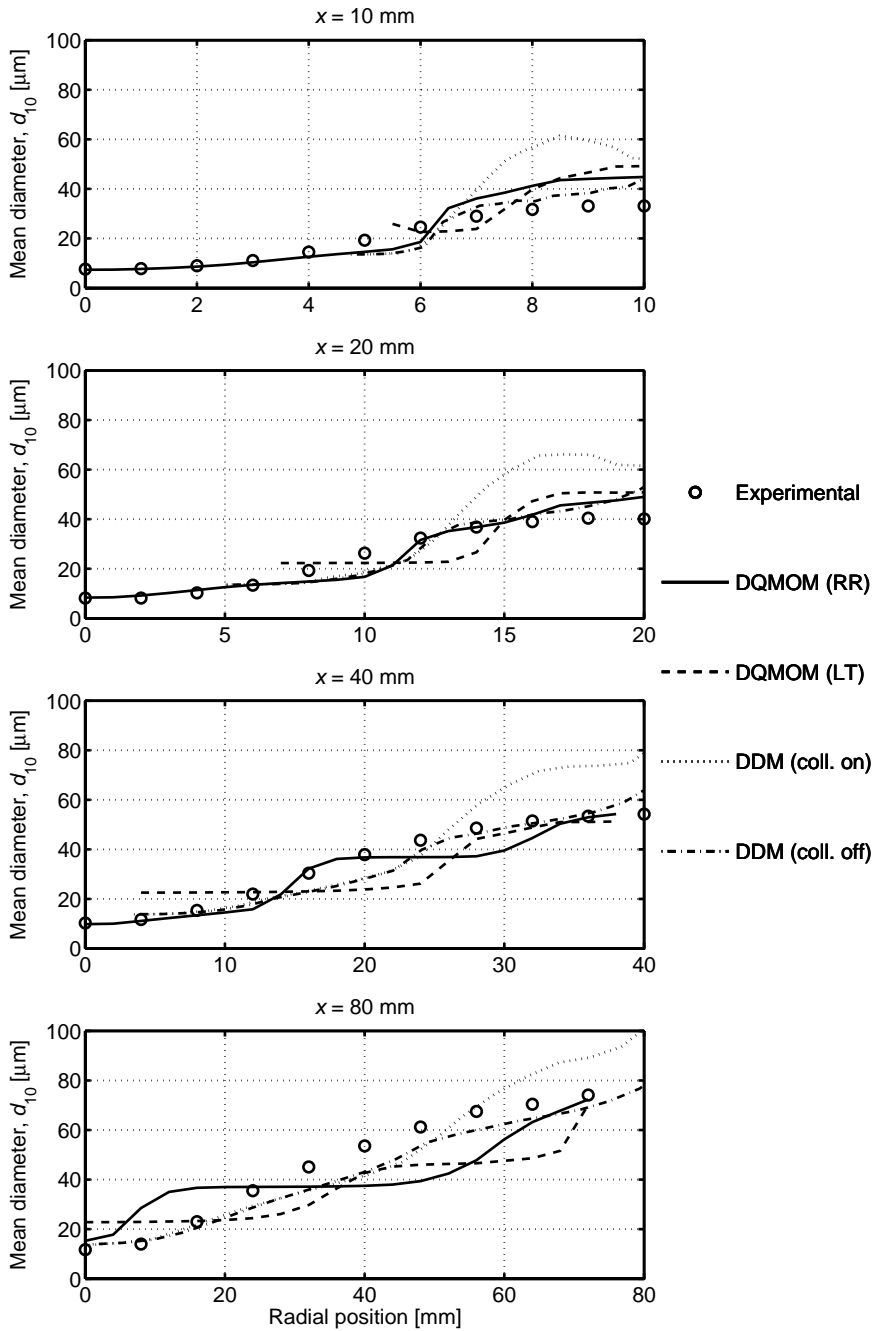 x = 10 mm
Mean diameter, d10 [μm]
100
80
60
40
20
0
0 2 4 6 8 10
x = 20 mm
Mean diameter, d10 [μm]
100
80
60
40
20
0
0 5 10 15 20
x = 40 mm
Mean diameter, d10 [μm]
100
80
60
40
20
0
0 10 20 30 40
x = 80 mm
Mean diameter, d10 [μm]
100
80
60
40
20
0
0 20 40 60 80
Radial position [mm]
Experimental
DQMOM (RR)
DQMOM (LT)
DDM (coll. on)
DDM (coll. off)